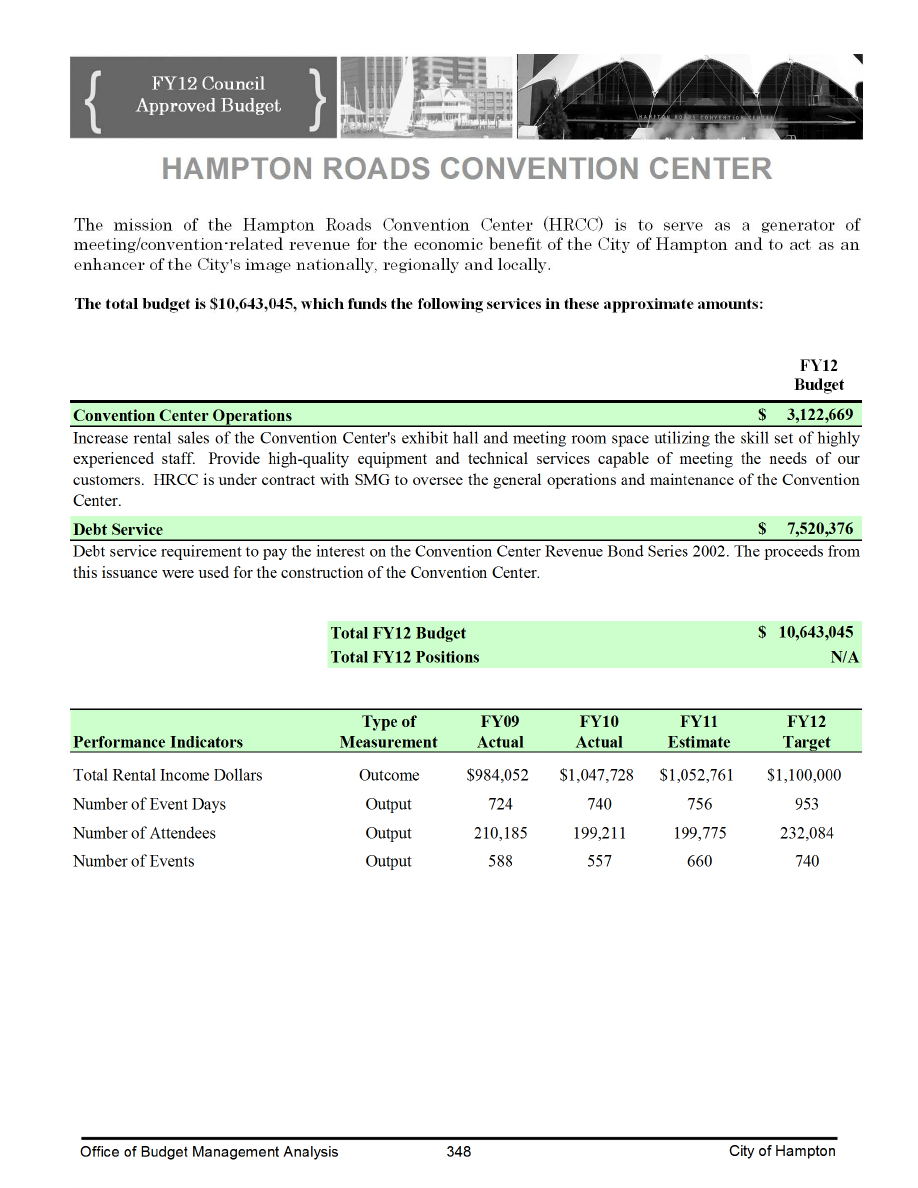 FY12 Council
Approved Budget
HAMPTON ROADS CONVENTION CENTER
HAMPTON ROADS CONVENTION CENTER
The mission of the Hampton Roads Convention Center (HRCC) is to serve as a generator of
meeting/convention-related revenue for the economic benefit of the City of Hampton and to act as an
enhancer of the City's image nationally, regionally and locally.
The total budget is $10,643,045, which funds the following services in these approximate amounts:
FY12
Budget
Convention Center Operations $ 3,122,669
Increase rental sales of the Convention Center's exhibit hall and meeting room space utilizing the skill set of highly
experienced staff. Provide high-quality equipment and technical services capable of meeting the needs of our
customers. HRCC is under contract with SMG to oversee the general operations and maintenance of the Convention
Center.
Debt Service $ 7,520,376
Debt service requirement to pay the interest on the Convention Center Revenue Bond Series 2002. The proceeds from
this issuance were used for the construction of the Convention Center.
Total FY12 Budget $ 10,643,045
Total FY12 Positions N/A
Type of FY09 FY10 FY11 FY12
Performance Indicators Measurement Actual Actual Estimate Target
Total Rental Income Dollars Outcome $984,052 $1,047,728 $1,052,761 $1,100,000
Number of Event Days Output 724 740 756 953
Number of Attendees Output 210,185 199,211 199,775 232,084
Number of Events Output 588 557 660 740
Office of Budget Management Analysis 348 City of Hampton